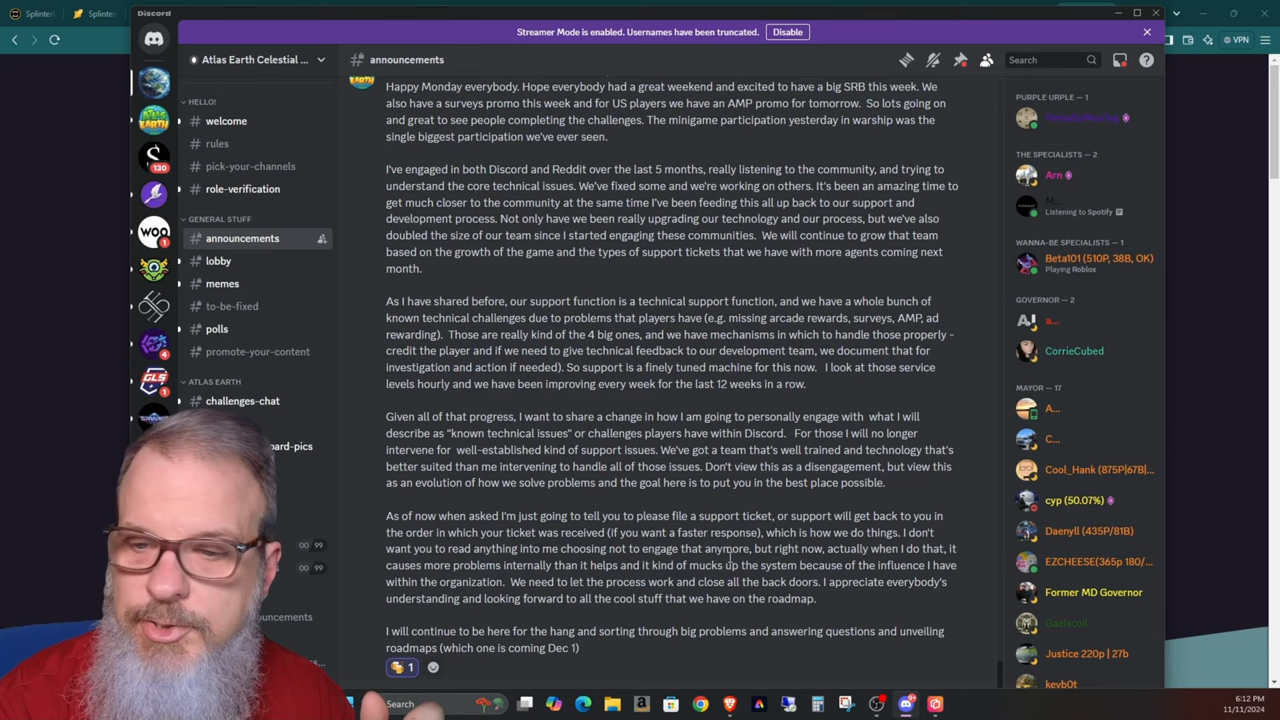 Splinter
Splinter
Discord
VPN
Atlas Earth
Streamer Mode is enabled. Usernames have been truncated.
Disable
Atlas Earth Celestial ...
announcements
Search
HELLO!
welcome
rules
pick-your-channels
role-verification
GENERAL STUFF
announcements
lobby
memes
to-be-fixed
polls
promote-your-content
ATLAS EARTH
challenges-chat
board-pics
00 99
00 99
130
WOO
1
4
GLS
1
ATLAS EARTH
EARTH
Happy Monday everybody. Hope everybody had a great weekend and excited to have a big SRB this week. We
also have a surveys promo this week and for US players we have an AMP promo for tomorrow. So lots going on
and great to see people completing the challenges. The minigame participation yesterday in warship was the
single biggest participation we've ever seen.
I've engaged in both Discord and Reddit over the last 5 months, really listening to the community, and trying to
understand the core technical issues. We've fixed some and we're working on others. It's been an amazing time to
get much closer to the community at the same time I've been feeding this all up back to our support and
development process. Not only have we been really upgrading our technology and our process, but we've also
doubled the size of our team since I started engaging these communities. We will continue to grow that team
based on the growth of the game and the types of support tickets that we have with more agents coming next
month.
As I have shared before, our support function is a technical support function, and we have a whole bunch of
known technical challenges due to problems that players have (e.g. missing arcade rewards, surveys, AMP, ad
rewarding). Those are really kind of the 4 big ones, and we have mechanisms in which to handle those properly -
credit the player and if we need to give technical feedback to our development team, we document that for
investigation and action if needed). So support is a finely tuned machine for this now. I look at those service
levels hourly and we have been improving every week for the last 12 weeks in a row.
Given all of that progress, I want to share a change in how I am going to personally engage with what I will
describe as "known technical issues" or challenges players have within Discord. For those I will no longer
intervene for well-established kind of support issues. We've got a team that's well trained and technology that's
better suited than me intervening to handle all of those issues. Don't view this as a disengagement, but view this
as an evolution of how we solve problems and the goal here is to put you in the best place possible.
As of now when asked I'm just going to tell you to please file a support ticket, or support will get back to you in
the order in which your ticket was received (if you want a faster response), which is how we do things. I don't
want you to read anything into me choosing not to engage that anymore, but right now, actually when I do that, it
causes more problems internally than it helps and it kind of mucks up the system because of the influence I have
within the organization. We need to let the process work and close all the back doors. I appreciate everybody's
understanding and looking forward to all the cool stuff that we have on the roadmap.
I will continue to be here for the hang and sorting through big problems and answering questions and unveiling
roadmaps (which one is coming Dec 1)
1
PURPLE URPLE — 1
THE SPECIALISTS — 2
Arn
M...
Listening to Spotify
WANNA-BE SPECIALISTS — 1
Beta101 (510P, 38B, OK)
Playing Roblox
GOVERNOR — 2
a...
CorrieCubed
MAYOR — 17
A...
C...
Cool_Hank (875P|67B|...
cyp (50.07%)
Daenyll (435P/81B)
EZCHEESE(365p 180/...
Former MD Governor
Gaelscoil
Justice 220p | 27b
kevb0t
Search
6:12 PM
11/11/2024